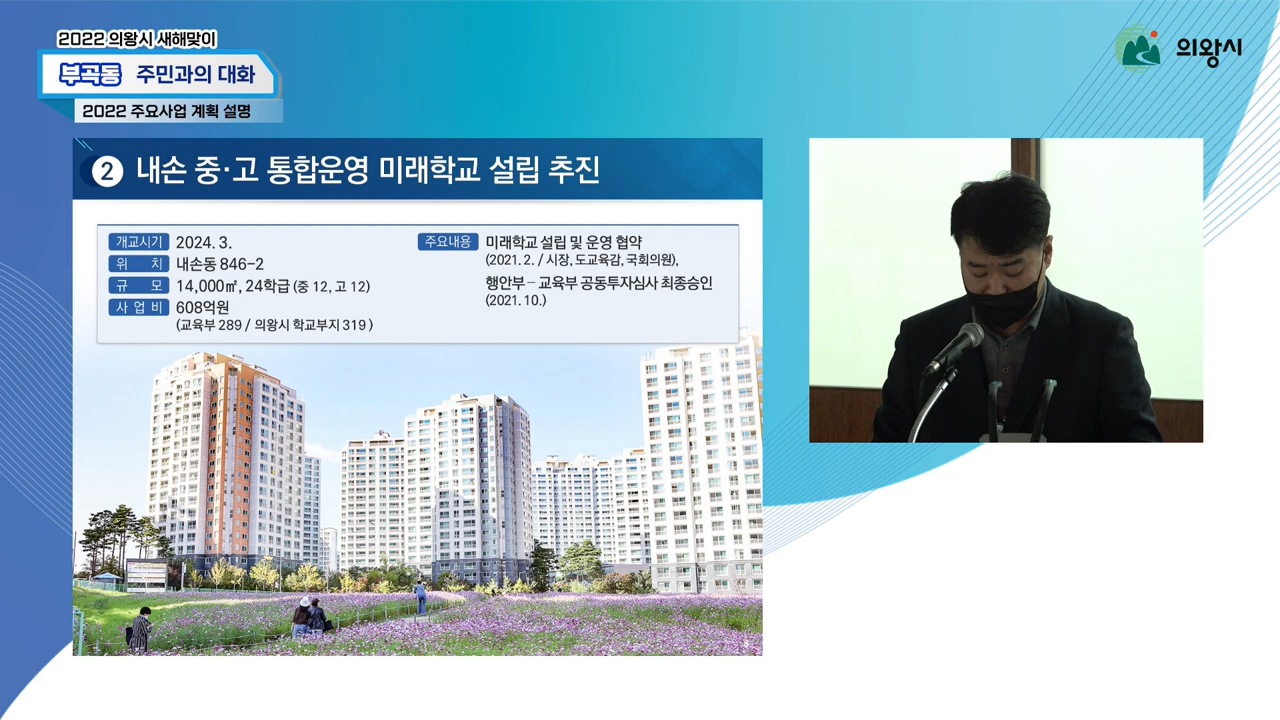 2022 의왕시 새해맞이
부곡동 주민과의 대화
2022 주요사업 계획 설명
의왕시
2 내손 중·고 통합운영 미래학교 설립 추진
개교시기 2024. 3.
위 치 내손동 846-2
규 모 14,000㎡, 24학급 (중 12, 고 12)
사 업 비 608억원
(교육부 289 / 의왕시 학교부지 319 )
주요내용 미래학교 설립 및 운영 협약
(2021. 2. / 시장, 도교육감, 국회의원),
행안부 – 교육부 공동투자심사 최종승인
(2021. 10.)